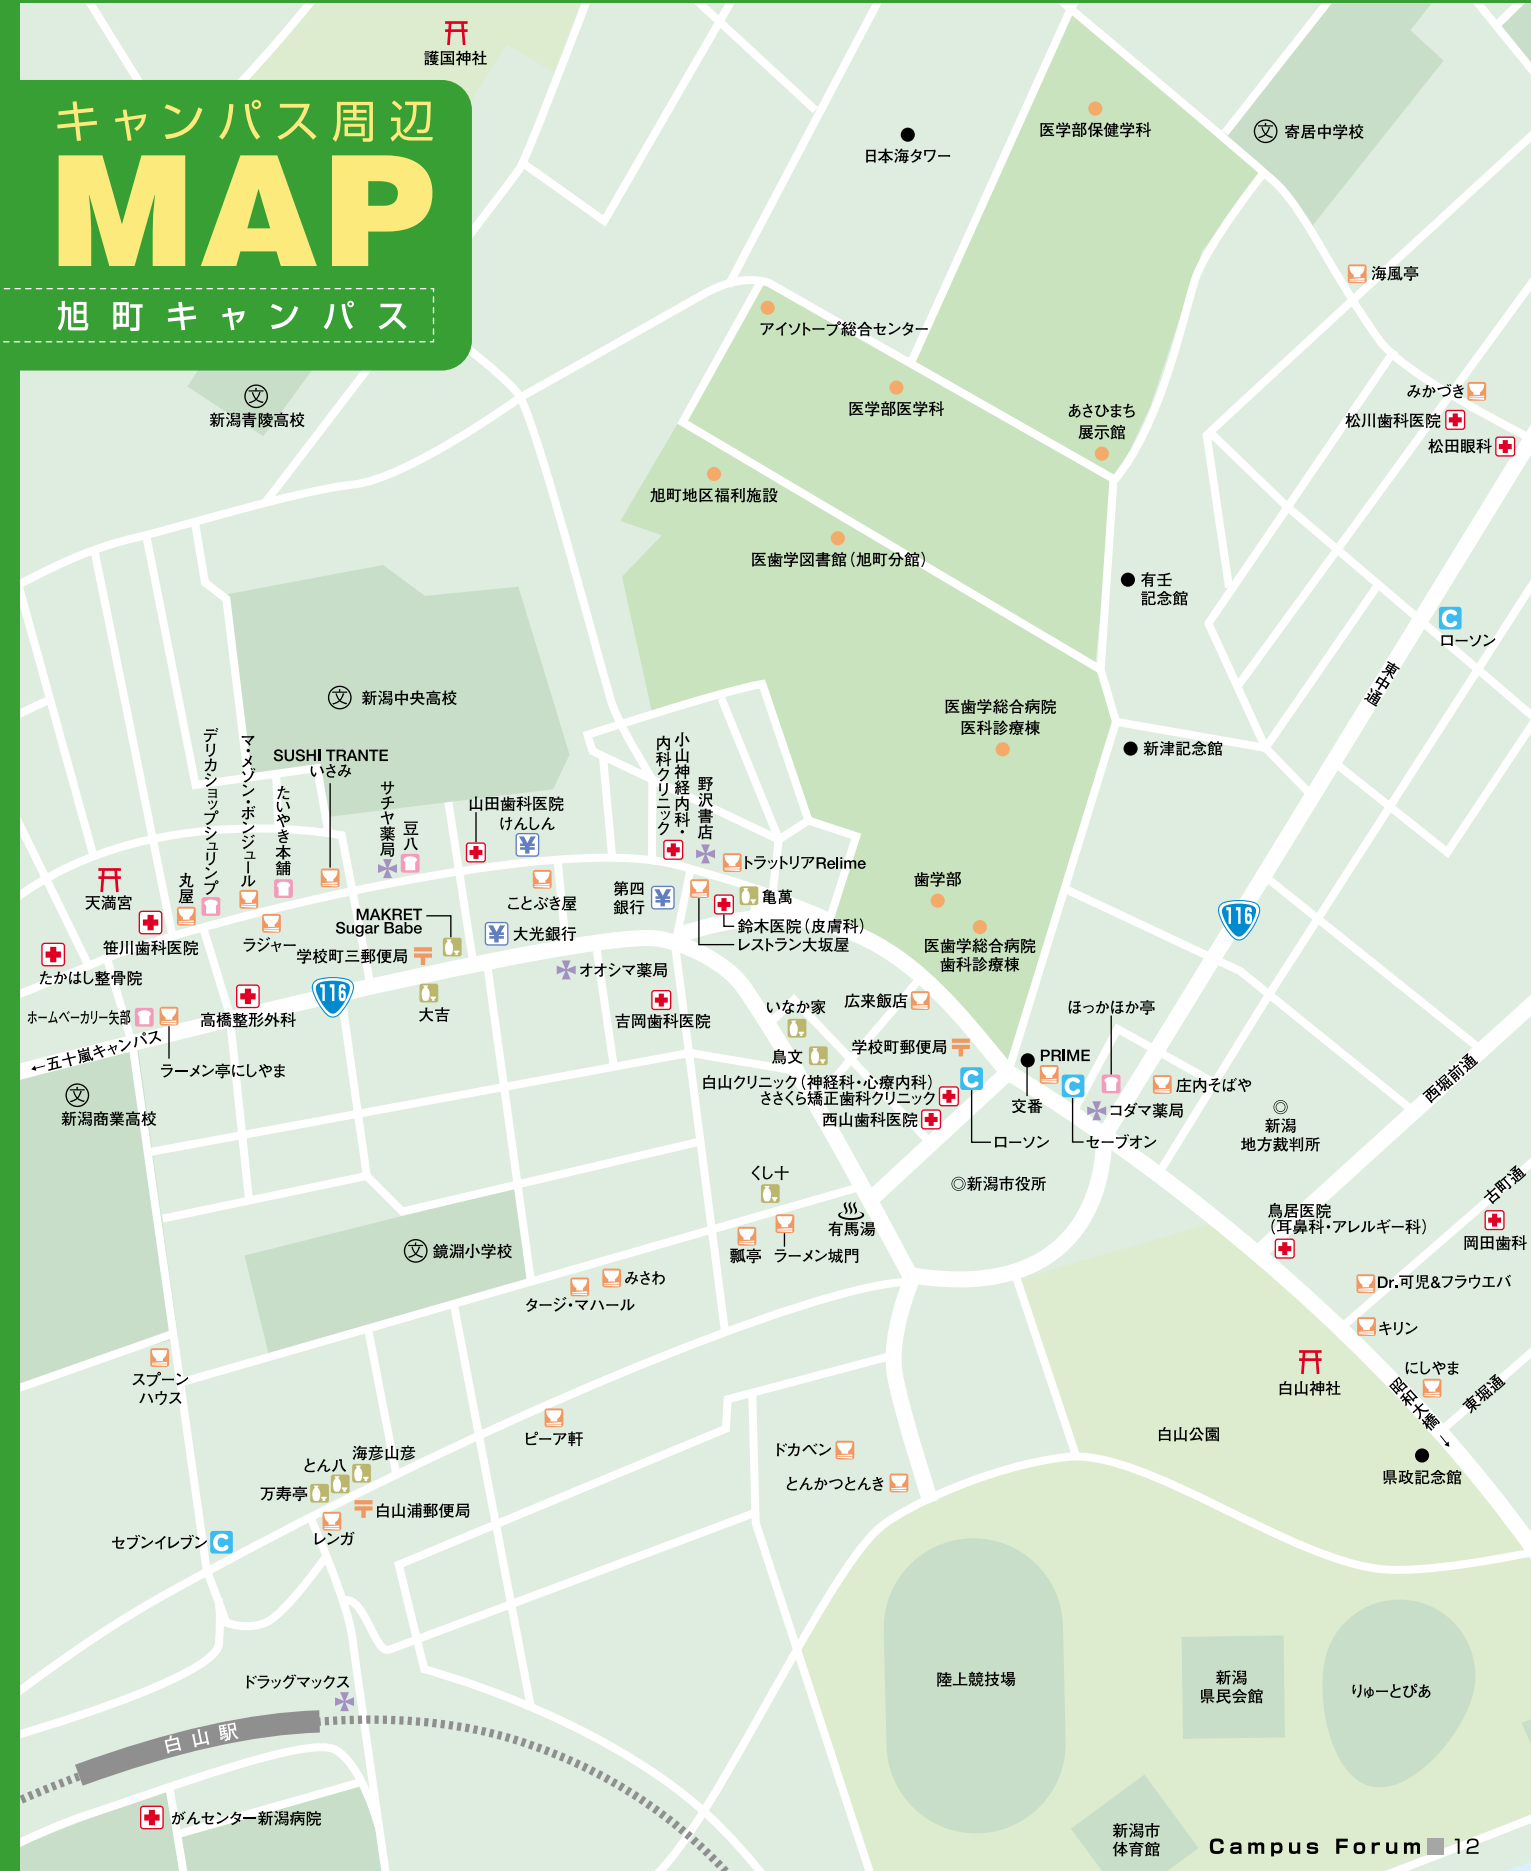 キャンパス周辺
MAP
旭町キャンパス
護国神社
日本海タワー
医学部保健学科
寄居中学校
海風亭
アイソトープ総合センター
医学部医学科
あさひまち
展示館
みかづき
松川歯科医院
松田眼科
新潟青陵高校
旭町地区福利施設
医歯学図書館(旭町分館)
有壬
記念館
ローソン
東中通
新潟中央高校
医歯学総合病院
医科診療棟
新津記念館
デリカショップシュリンプ
マ・メゾン・ボンジュール
SUSHI TRANTE
いさみ
たいやき本舗
サチヤ薬局
豆八
山田歯科医院
けんしん
小山神経内科・
内科クリニック
野沢書店
トラットリアRelime
天満宮
丸屋
笹川歯科医院
たかはし整骨院
ラジャー
MAKRET
Sugar Babe
学校町三郵便局
ことぶき屋
大光銀行
第四
銀行
亀萬
鈴木医院(皮膚科)
レストラン大坂屋
歯学部
医歯学総合病院
歯科診療棟
116
オオシマ薬局
116
高橋整形外科
大吉
吉岡歯科医院
ホームベーカリー矢部
←五十嵐キャンパス
ラーメン亭にしやま
新潟商業高校
いなか家
広来飯店
鳥文
学校町郵便局
白山クリニック(神経科・心療内科)
ささくら矯正歯科クリニック
西山歯科医院
ほっかほか亭
PRIME
交番
コダマ薬局
庄内そばや
ローソン
セーブオン
新潟
地方裁判所
西堀前通
新潟市役所
古町通
鳥居医院
(耳鼻科・アレルギー科)
岡田歯科
くし十
有馬湯
瓢亭
ラーメン城門
鏡淵小学校
みさわ
タージ・マハール
Dr.可児&フラウエバ
キリン
白山神社
にしやま
昭和大橋→
東堀通
スプーン
ハウス
白山公園
県政記念館
ピーア軒
ドカベン
とんかつとんき
海彦山彦
とん八
万寿亭
白山浦郵便局
レンガ
セブンイレブン
陸上競技場
新潟
県民会館
りゅーとぴあ
ドラッグマックス
白山駅
がんセンター新潟病院
新潟市
体育館
Campus Forum 12